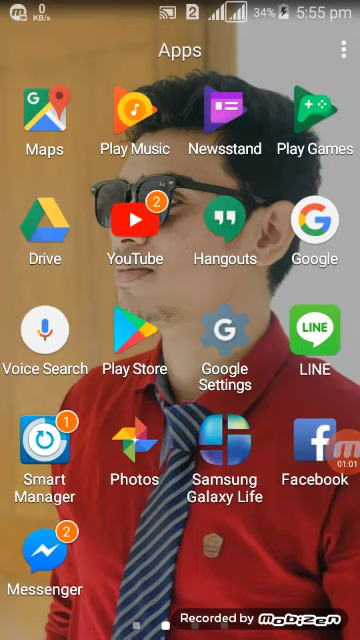 0
KB/s
2
34%
5:55 pm
Apps
G
Maps
Play Music
Newsstand
Play Games
Drive
2
YouTube
Hangouts
G
Google
Voice Search
Play Store
G
Google
Settings
LINE
LINE
1
Smart
Manager
Photos
Samsung
Galaxy Life
f
Facebook
01:01
2
Messenger
Recorded by mobizen